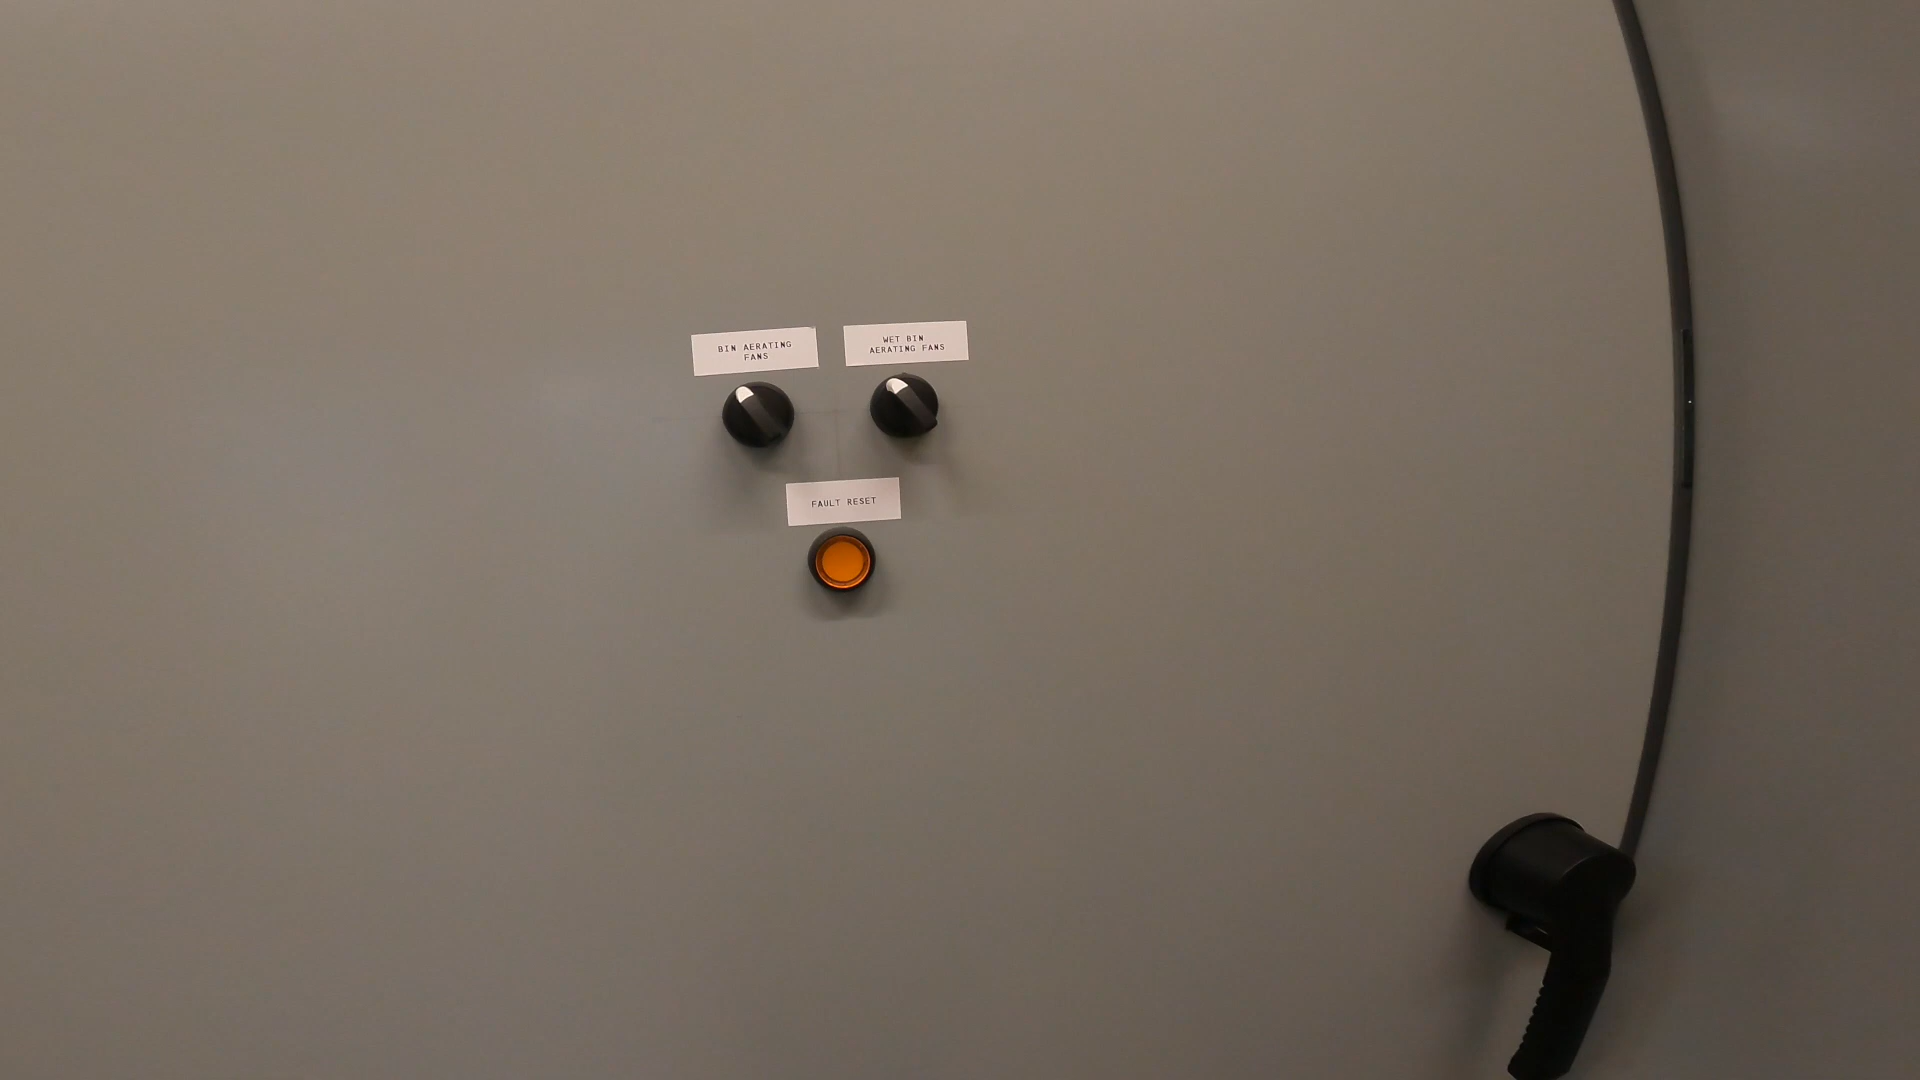 BIN AERATING
FANS
WET BIN
AERATING FANS
FAULT RESET